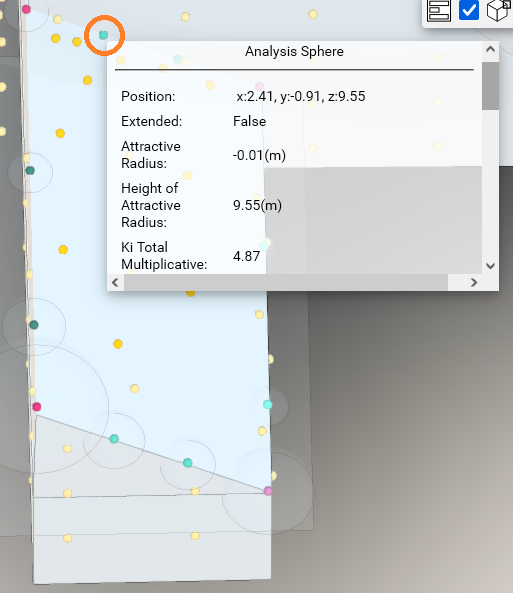 Analysis Sphere
Position: x:2.41, y:-0.91, z:9.55
Extended: False
Attractive
Radius: -0.01(m)
Height of
Attractive 9.55(m)
Radius:
Ki Total
Multiplicative: 4.87